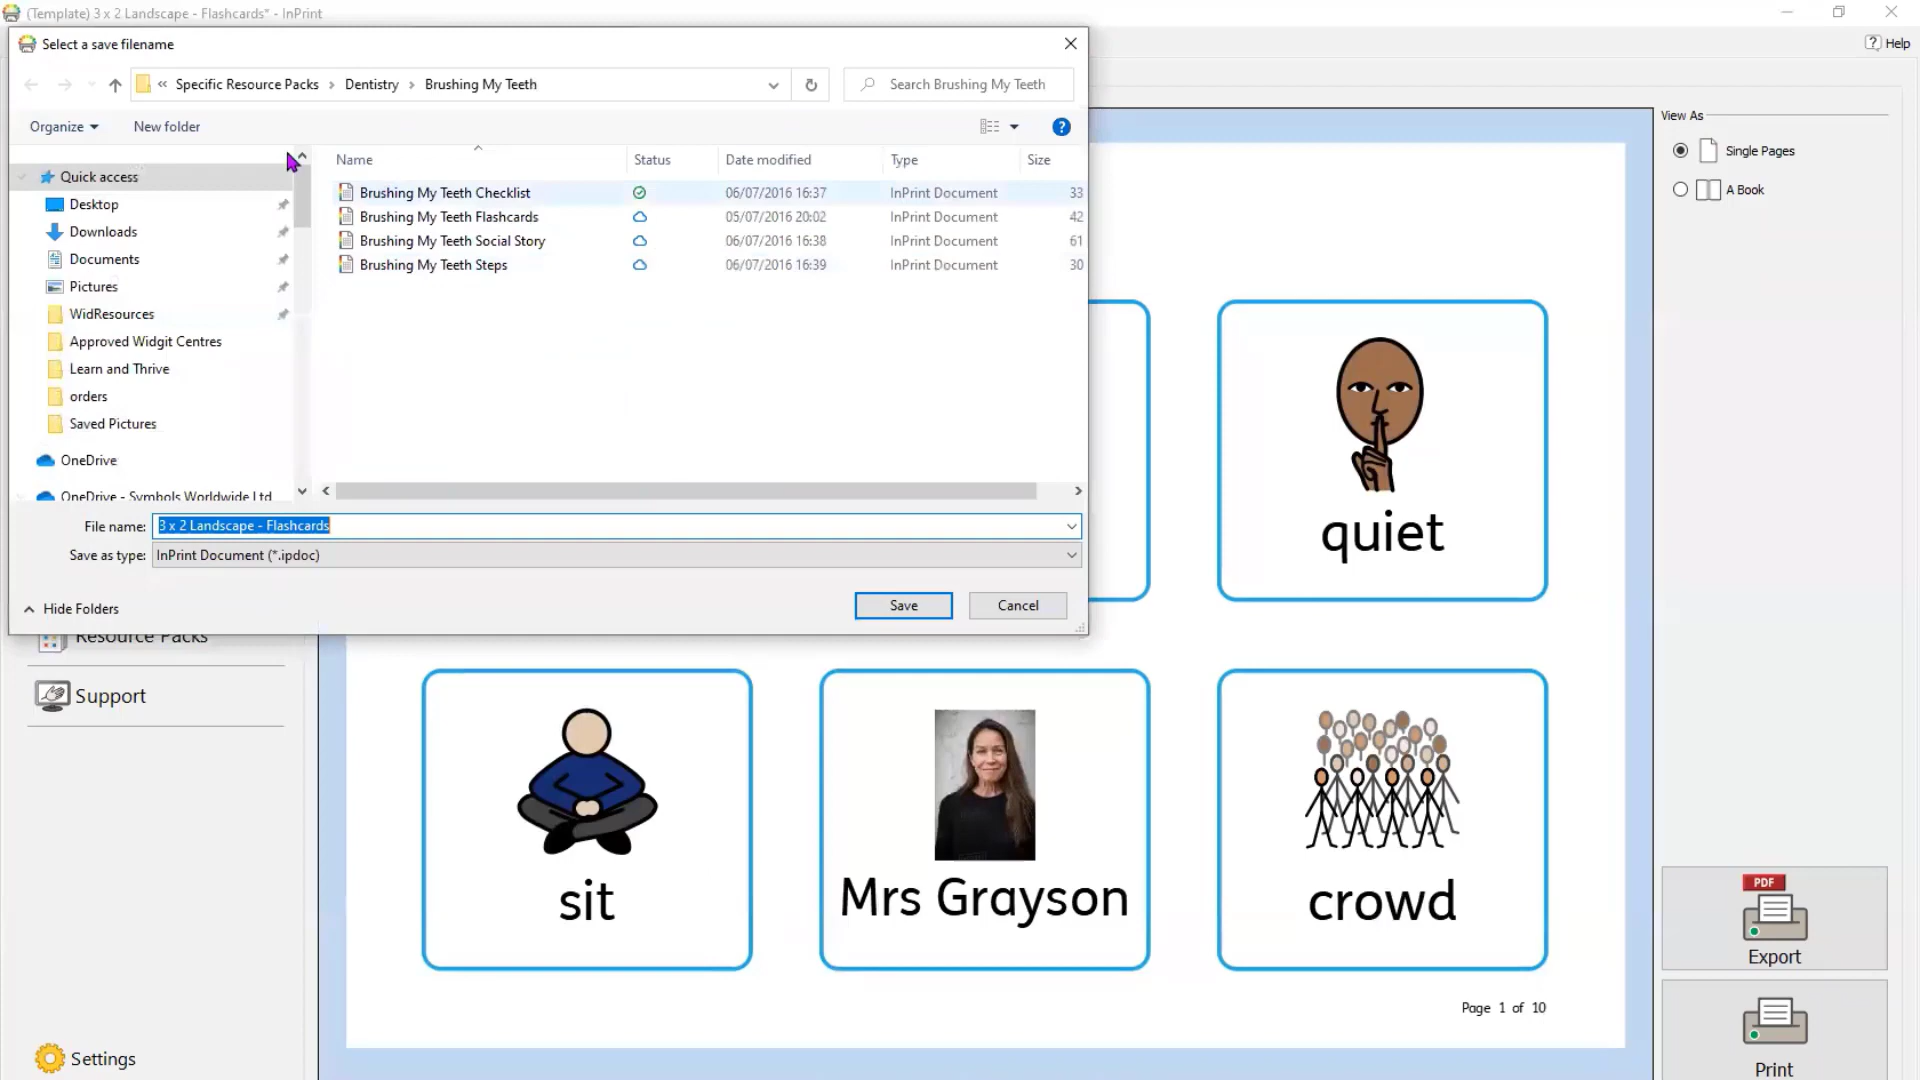 (Template) 3 x 2 Landscape - Flashcards* - InPrint
Help
Select a save filename
« Specific Resource Packs › Dentistry › Brushing My Teeth
Search Brushing My Teeth
Organize
New folder
Name Status Date modified Type Size
Quick access
Desktop
Downloads
Documents
Pictures
WidResources
Approved Widgit Centres
Learn and Thrive
orders
Saved Pictures
OneDrive
OneDrive - Symbols Worldwide Ltd
Brushing My Teeth Checklist 06/07/2016 16:37 InPrint Document 33
Brushing My Teeth Flashcards 05/07/2016 20:02 InPrint Document 42
Brushing My Teeth Social Story 06/07/2016 16:38 InPrint Document 61
Brushing My Teeth Steps 06/07/2016 16:39 InPrint Document 30
File name: 3 x 2 Landscape - Flashcards
Save as type: InPrint Document (*.ipdoc)
Hide Folders
Save
Cancel
Resource Packs
Support
Settings
quiet
sit
Mrs Grayson
crowd
Page 1 of 10
View As
Single Pages
A Book
PDF
Export
Print